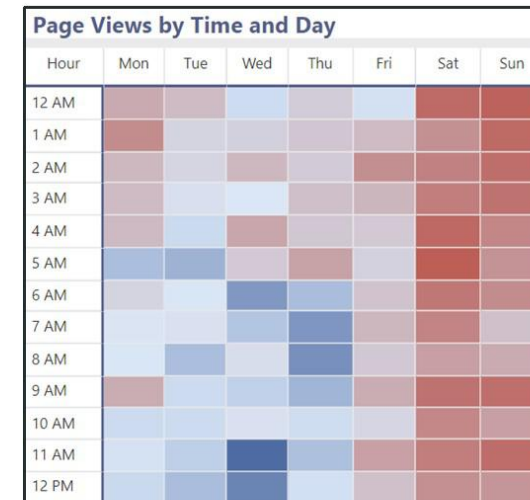 Page Views by Time and Day
Hour Mon Tue Wed Thu Fri Sat Sun
12 AM
1 AM
2 AM
3 AM
4 AM
5 AM
6 AM
7 AM
8 AM
9 AM
10 AM
11 AM
12 PM